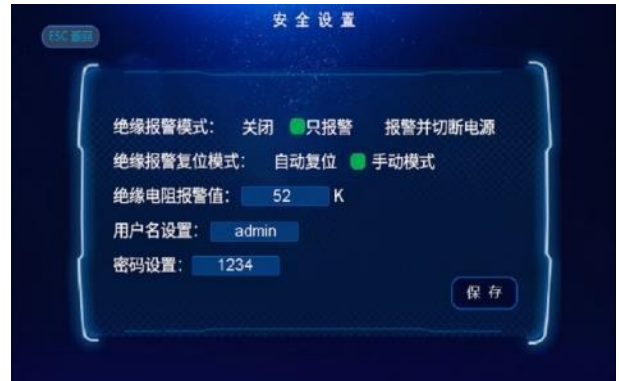 安全设置
ESC 返回
绝缘报警模式： 关闭 只报警 报警并切断电源
绝缘报警复位模式： 自动复位 手动模式
绝缘电阻报警值： 52 K
用户名设置： admin
密码设置： 1234
保存